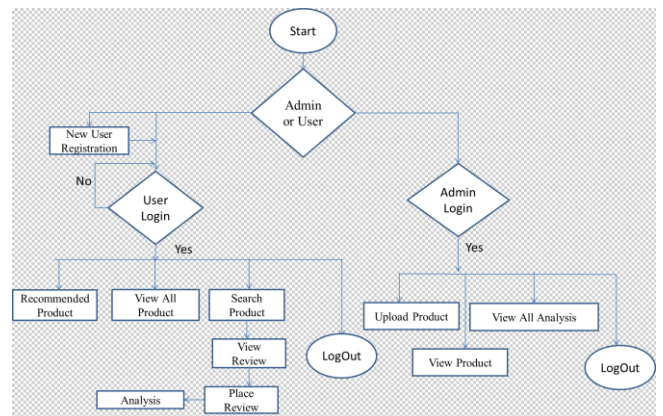 Start
Admin
or User
New User
Registration
No
User
Login
Yes
Admin
Login
Yes
Recommended
Product
View All
Product
Search
Product
View
Review
Place
Review
Analysis
LogOut
Upload Product
View All Analysis
View Product
LogOut